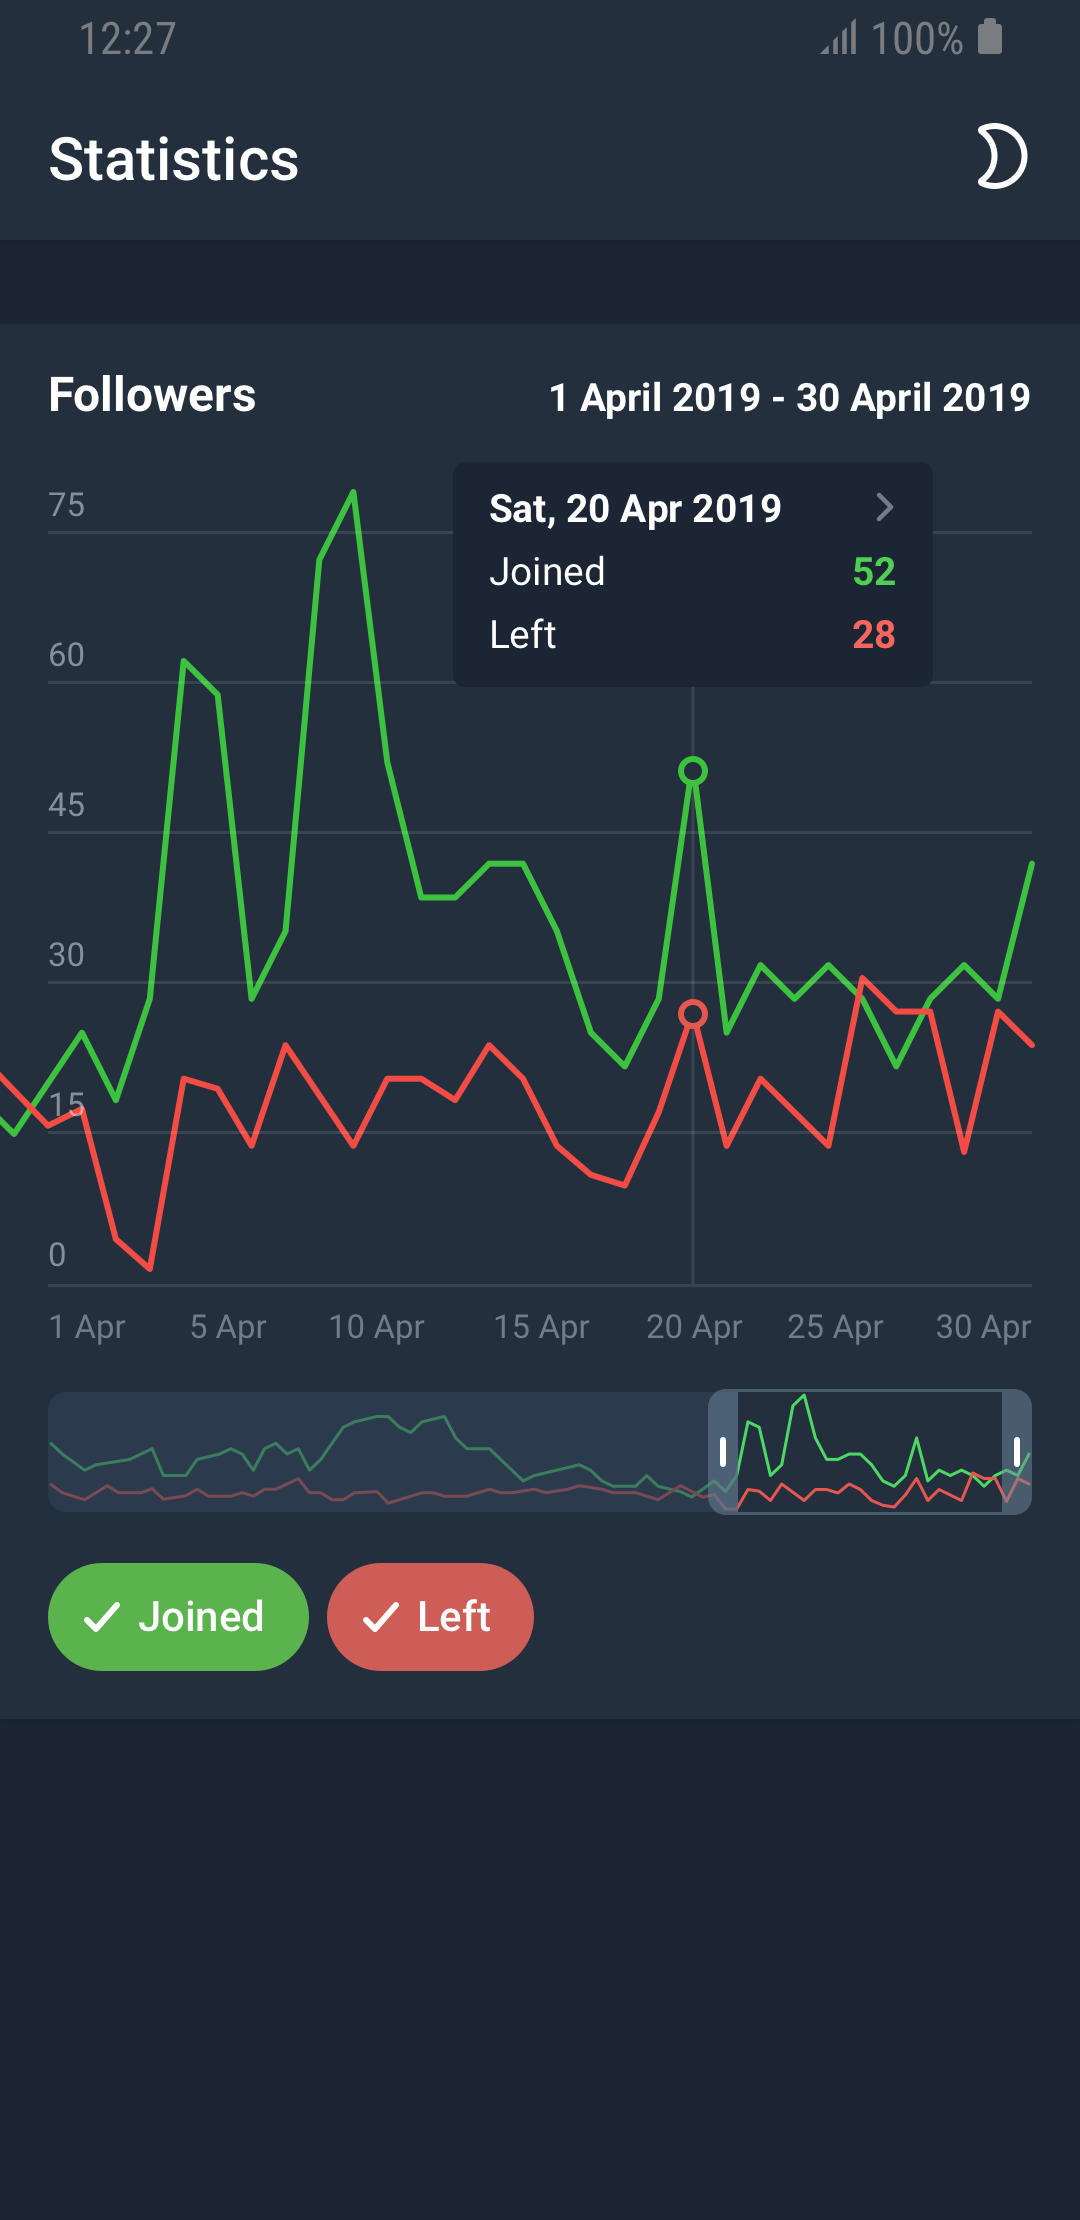 12:27 100%
Statistics
Followers 1 April 2019 - 30 April 2019
75
Sat, 20 Apr 2019
Joined 52
Left 28
60
45
30
15
0
1 Apr 5 Apr 10 Apr 15 Apr 20 Apr 25 Apr 30 Apr
Joined Left